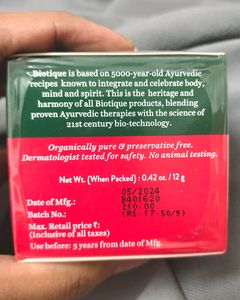 Biotique is based on 5000-year-old Ayurvedic
recipes known to integrate and celebrate body,
mind and spirit. This is the heritage and
harmony of all Biotique products, blending
proven Ayurvedic therapies with the science of
21st century bio-technology.
Organically pure & preservative free.
Dermatologist tested for safety. No animal testing.
Net Wt. (When Packed) : 0.42 oz. / 12 g
05/2024
Date of Mfg.: B401620
Batch No.: 210.00
Max. Retail price ₹: (RS.17.50/g)
(Inclusive of all taxes)
Use before: 3 years from date of Mfg.